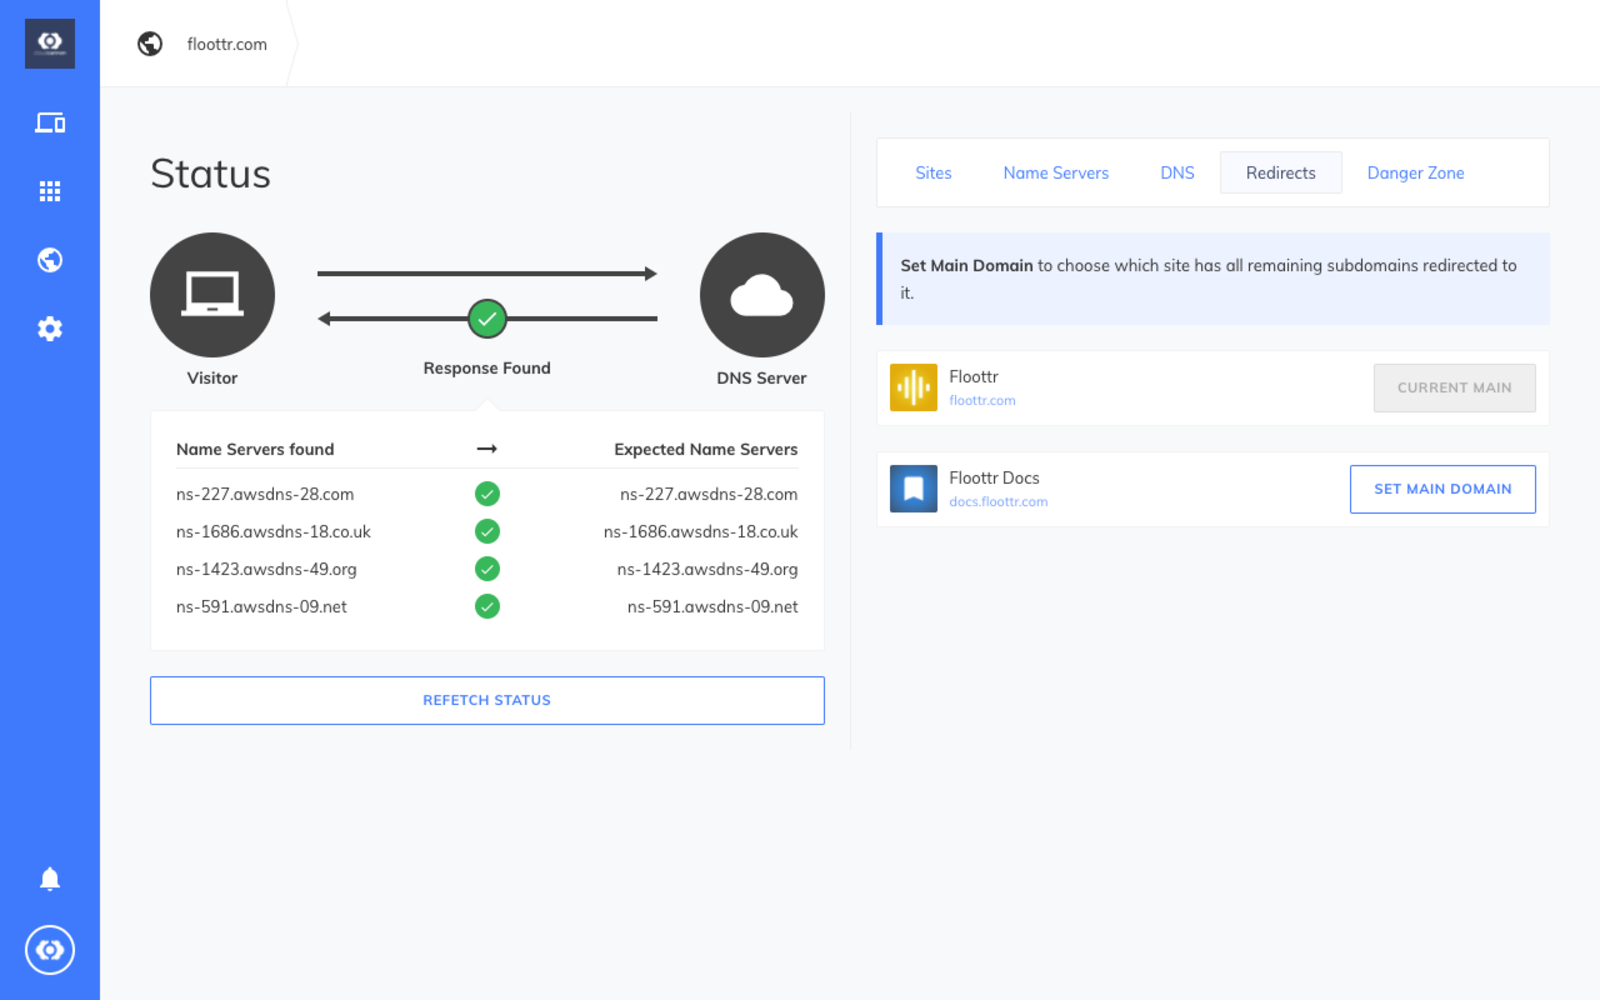 floottr.com
Status
Visitor
Response Found
DNS Server
Name Servers found → Expected Name Servers
ns-227.awsdns-28.com ns-227.awsdns-28.com
ns-1686.awsdns-18.co.uk ns-1686.awsdns-18.co.uk
ns-1423.awsdns-49.org ns-1423.awsdns-49.org
ns-591.awsdns-09.net ns-591.awsdns-09.net
REFETCH STATUS
Sites Name Servers DNS Redirects Danger Zone
Set Main Domain to choose which site has all remaining subdomains redirected to
it.
Floottr
floottr.com
CURRENT MAIN
Floottr Docs
docs.floottr.com
SET MAIN DOMAIN